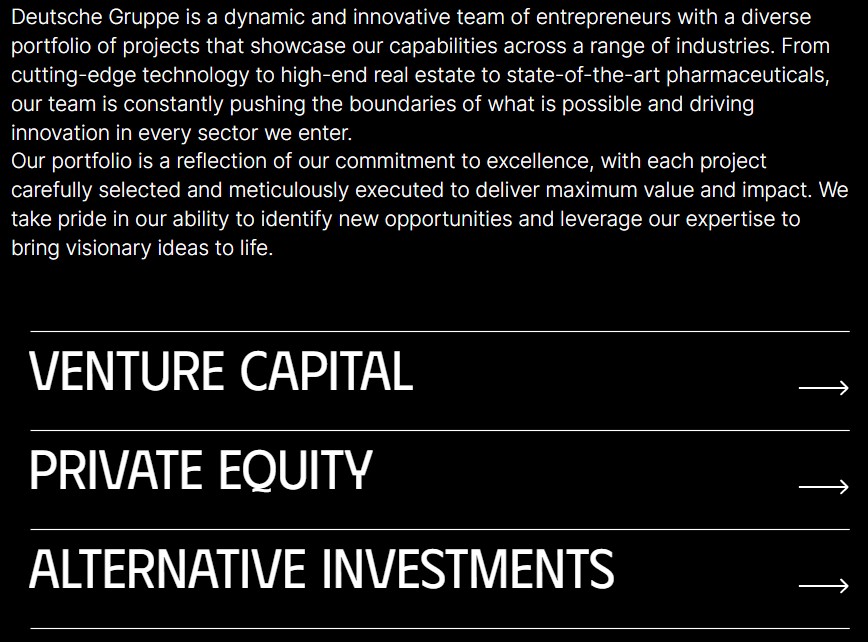 Deutsche Gruppe is a dynamic and innovative team of entrepreneurs with a diverse
portfolio of projects that showcase our capabilities across a range of industries. From
cutting-edge technology to high-end real estate to state-of-the-art pharmaceuticals,
our team is constantly pushing the boundaries of what is possible and driving
innovation in every sector we enter.
Our portfolio is a reflection of our commitment to excellence, with each project
carefully selected and meticulously executed to deliver maximum value and impact. We
take pride in our ability to identify new opportunities and leverage our expertise to
bring visionary ideas to life.
VENTURE CAPITAL
PRIVATE EQUITY
ALTERNATIVE INVESTMENTS